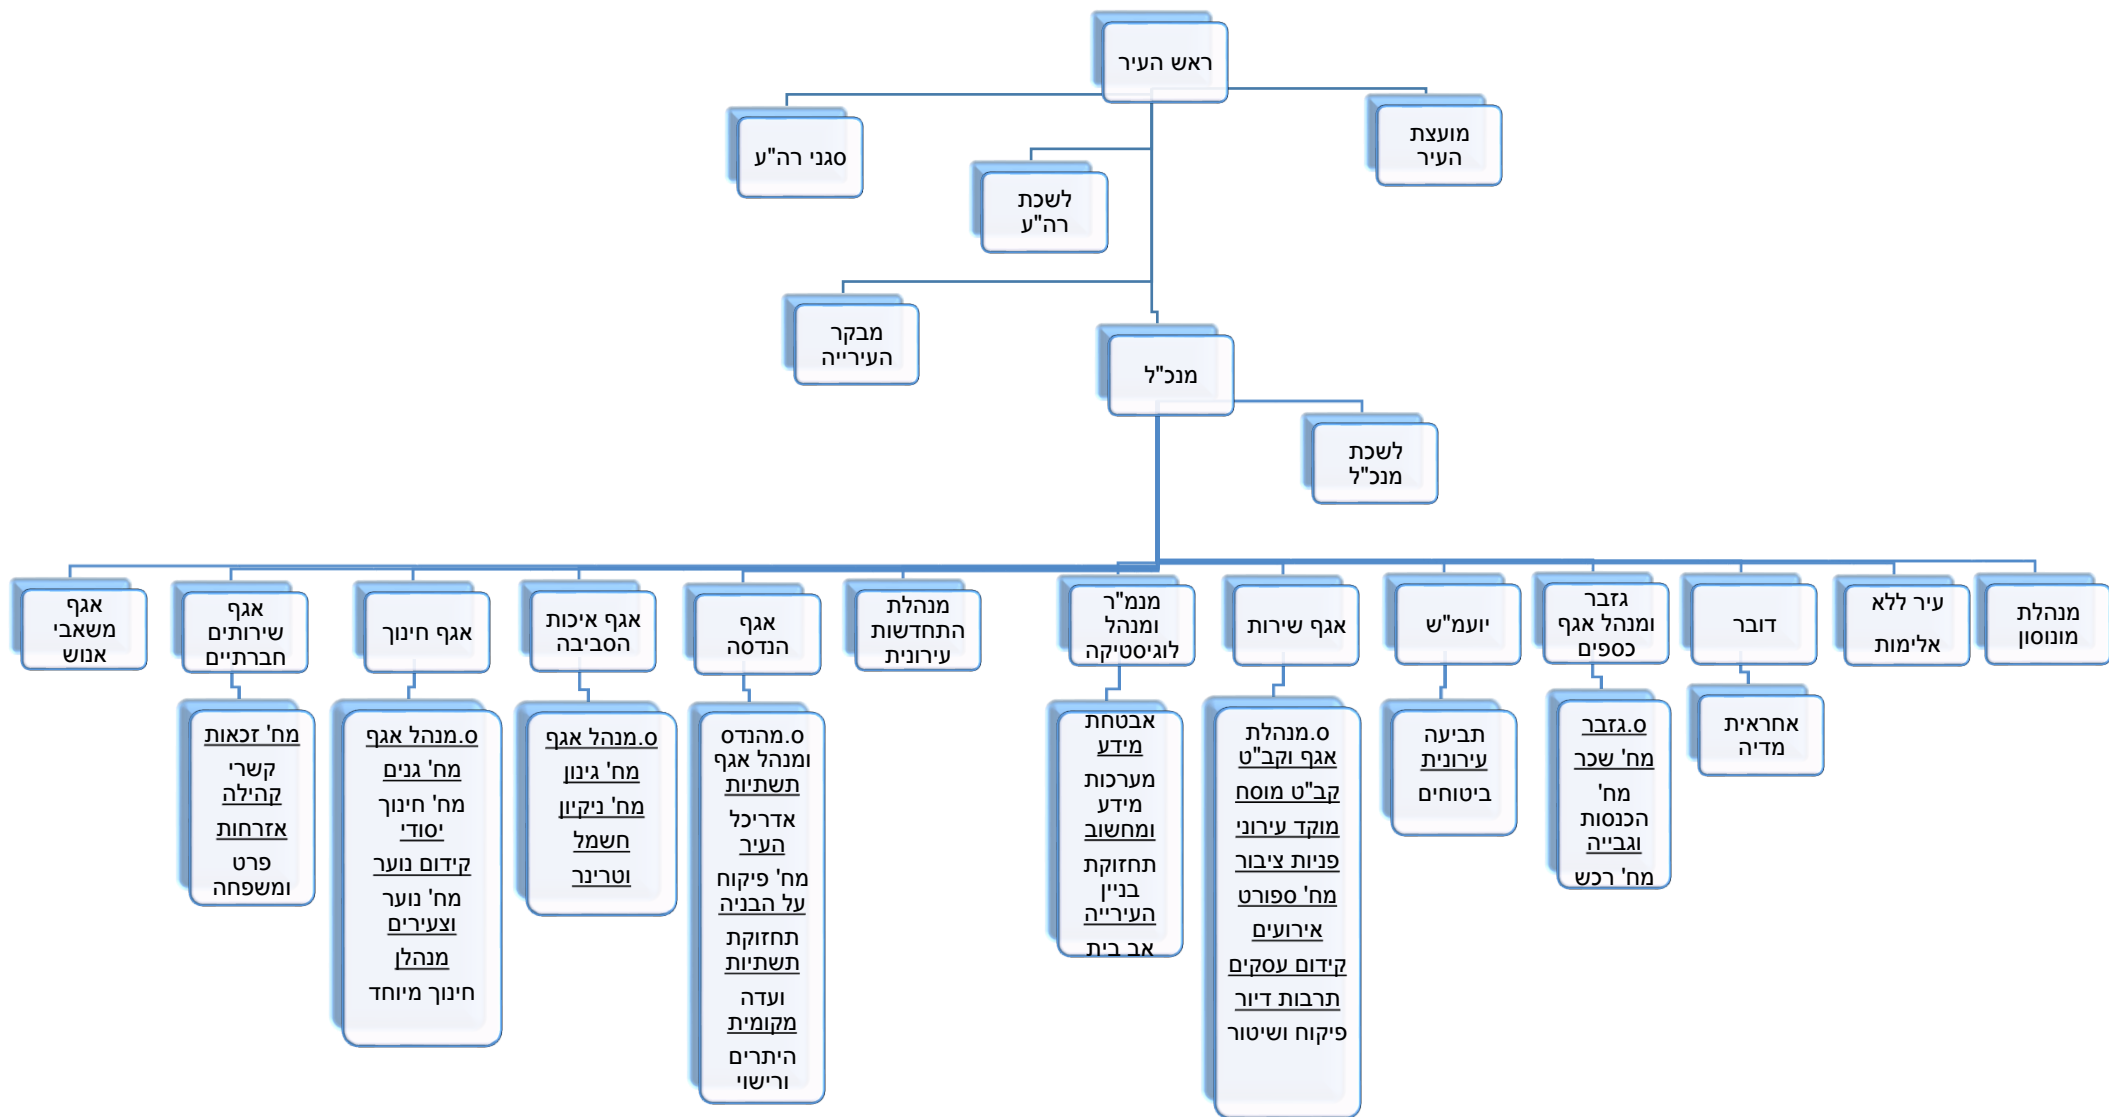 ראש העיר
מועצת
העיר
סגני רה"ע
לשכת
רה"ע
מבקר
העירייה
מנכ"ל
לשכת
מנכ"ל
מנהלת
מונוסון
עיר ללא
אלימות
דובר
אחראית
מדיה
גזבר
ומנהל אגף
כספים
ס.גזבר
מח' שכר
מח'
הכנסות
וגבייה
מח' רכש
יועמ"ש
תביעה
עירונית
ביטוחים
אגף שירות
ס.מנהלת
אגף וקב"ט
קב"ט מוסח
מוקד עירוני
פניות ציבור
מח' ספורט
אירועים
קידום עסקים
תרבות דיור
פיקוח ושיטור
מנמ"ר
ומנהל
לוגיסטיקה
אבטחת
מידע
מערכות
מידע
ומחשוב
תחזוקת
בניין
העירייה
אב בית
מנהלת
התחדשות
עירונית
אגף
הנדסה
ס.מהנדס
ומנהל אגף
תשתיות
אדריכל
העיר
מח' פיקוח
על הבניה
תחזוקת
תשתיות
ועדה
מקומית
היתרים
ורישוי
אגף איכות
הסביבה
ס.מנהל אגף
מח' גינון
מח' ניקיון
חשמל
וטרינר
אגף חינוך
ס.מנהל אגף
מח' גנים
מח' חינוך
יסודי
קידום נוער
מח' נוער
וצעירים
מנהלן
חינוך מיוחד
אגף
שירותים
חברתיים
מח' זכאות
קשרי
קהילה
אזרחות
פרט
ומשפחה
אגף
משאבי
אנוש